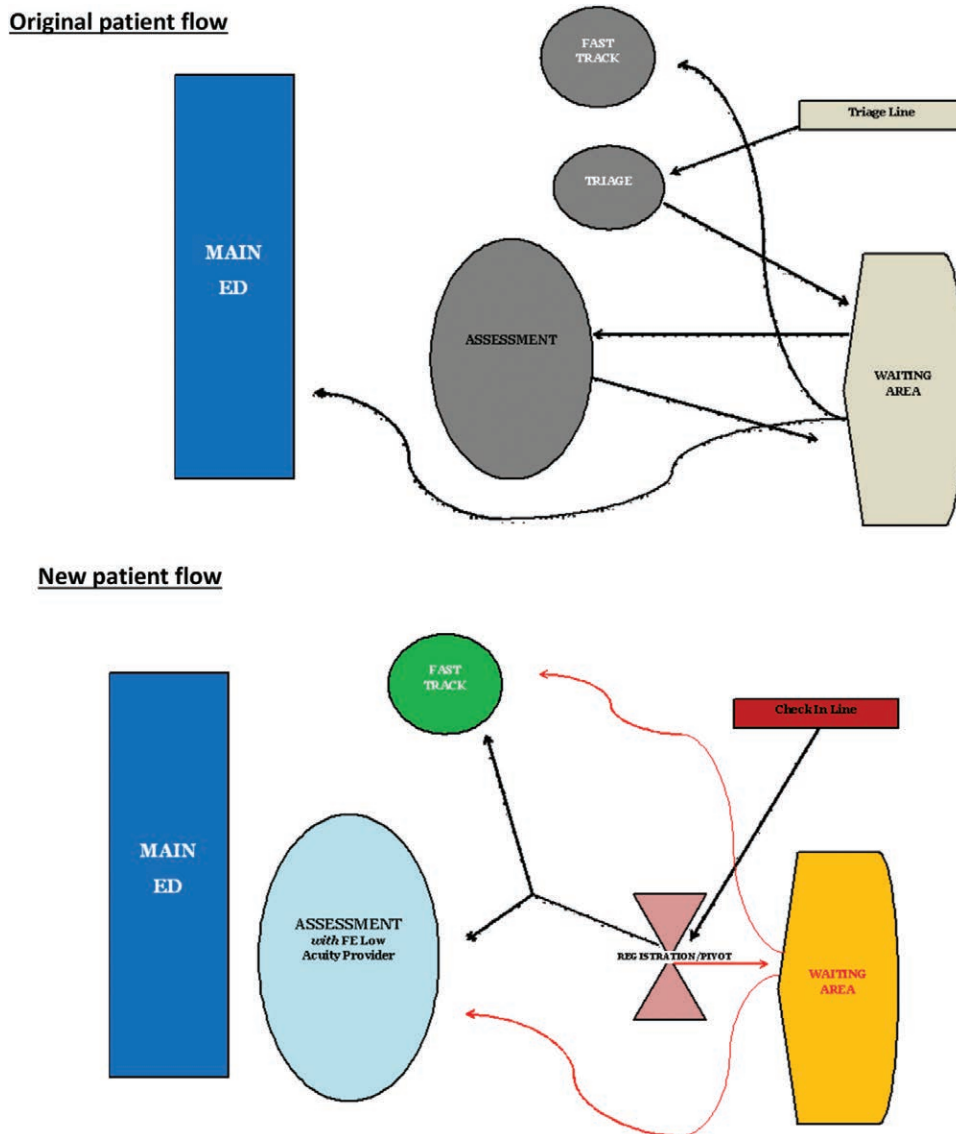 Original patient flow
FAST
TRACK
Triage Line
TRIAGE
MAIN
ED
ASSESSMENT
WAITING
AREA
New patient flow
FAST
TRACK
Check In Line
MAIN
ED
ASSESSMENT
with FE Low
Acuity Provider
REGISTRATION/PIVOT
WAITING
AREA